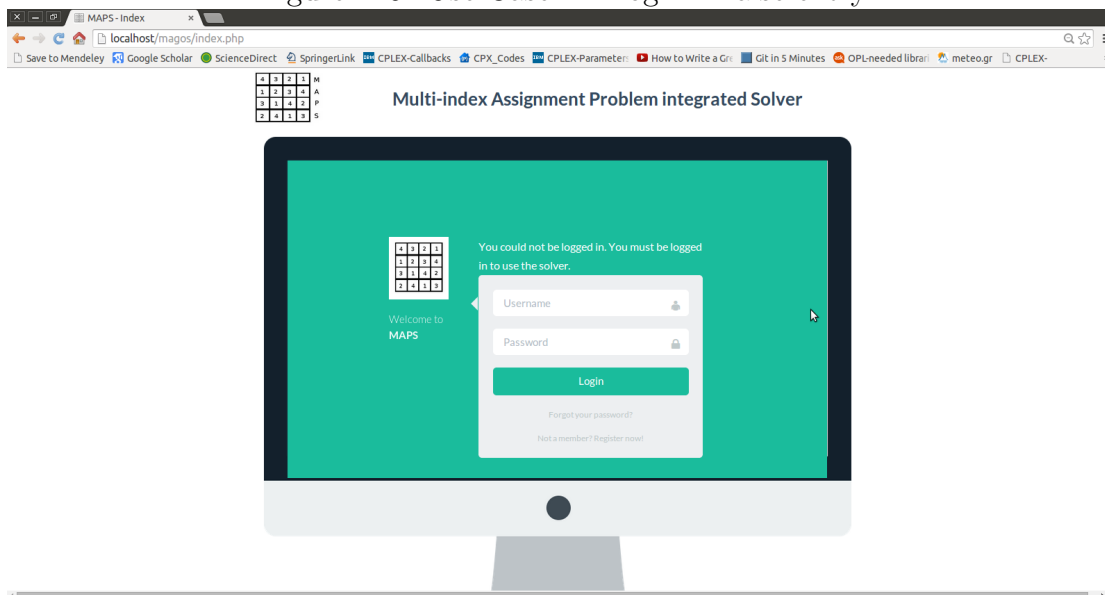 MAPS - Index
localhost/magos/index.php
Save to Mendeley Google Scholar ScienceDirect SpringerLink CPLEX-Callbacks CPX_Codes CPLEX-Parameter How to Write a Gre Git in 5 Minutes OPL-needed librari meteo.gr CPLEX-
4 3 2 1 M
1 2 3 4 A
3 1 4 2 P
2 4 1 3 S
Multi-index Assignment Problem integrated Solver
4 3 2 1
1 2 3 4
3 1 4 2
2 4 1 3
Welcome to
MAPS
You could not be logged in. You must be logged
in to use the solver.
Username
Password
Login
Forgot your password?
Not a member? Register now!